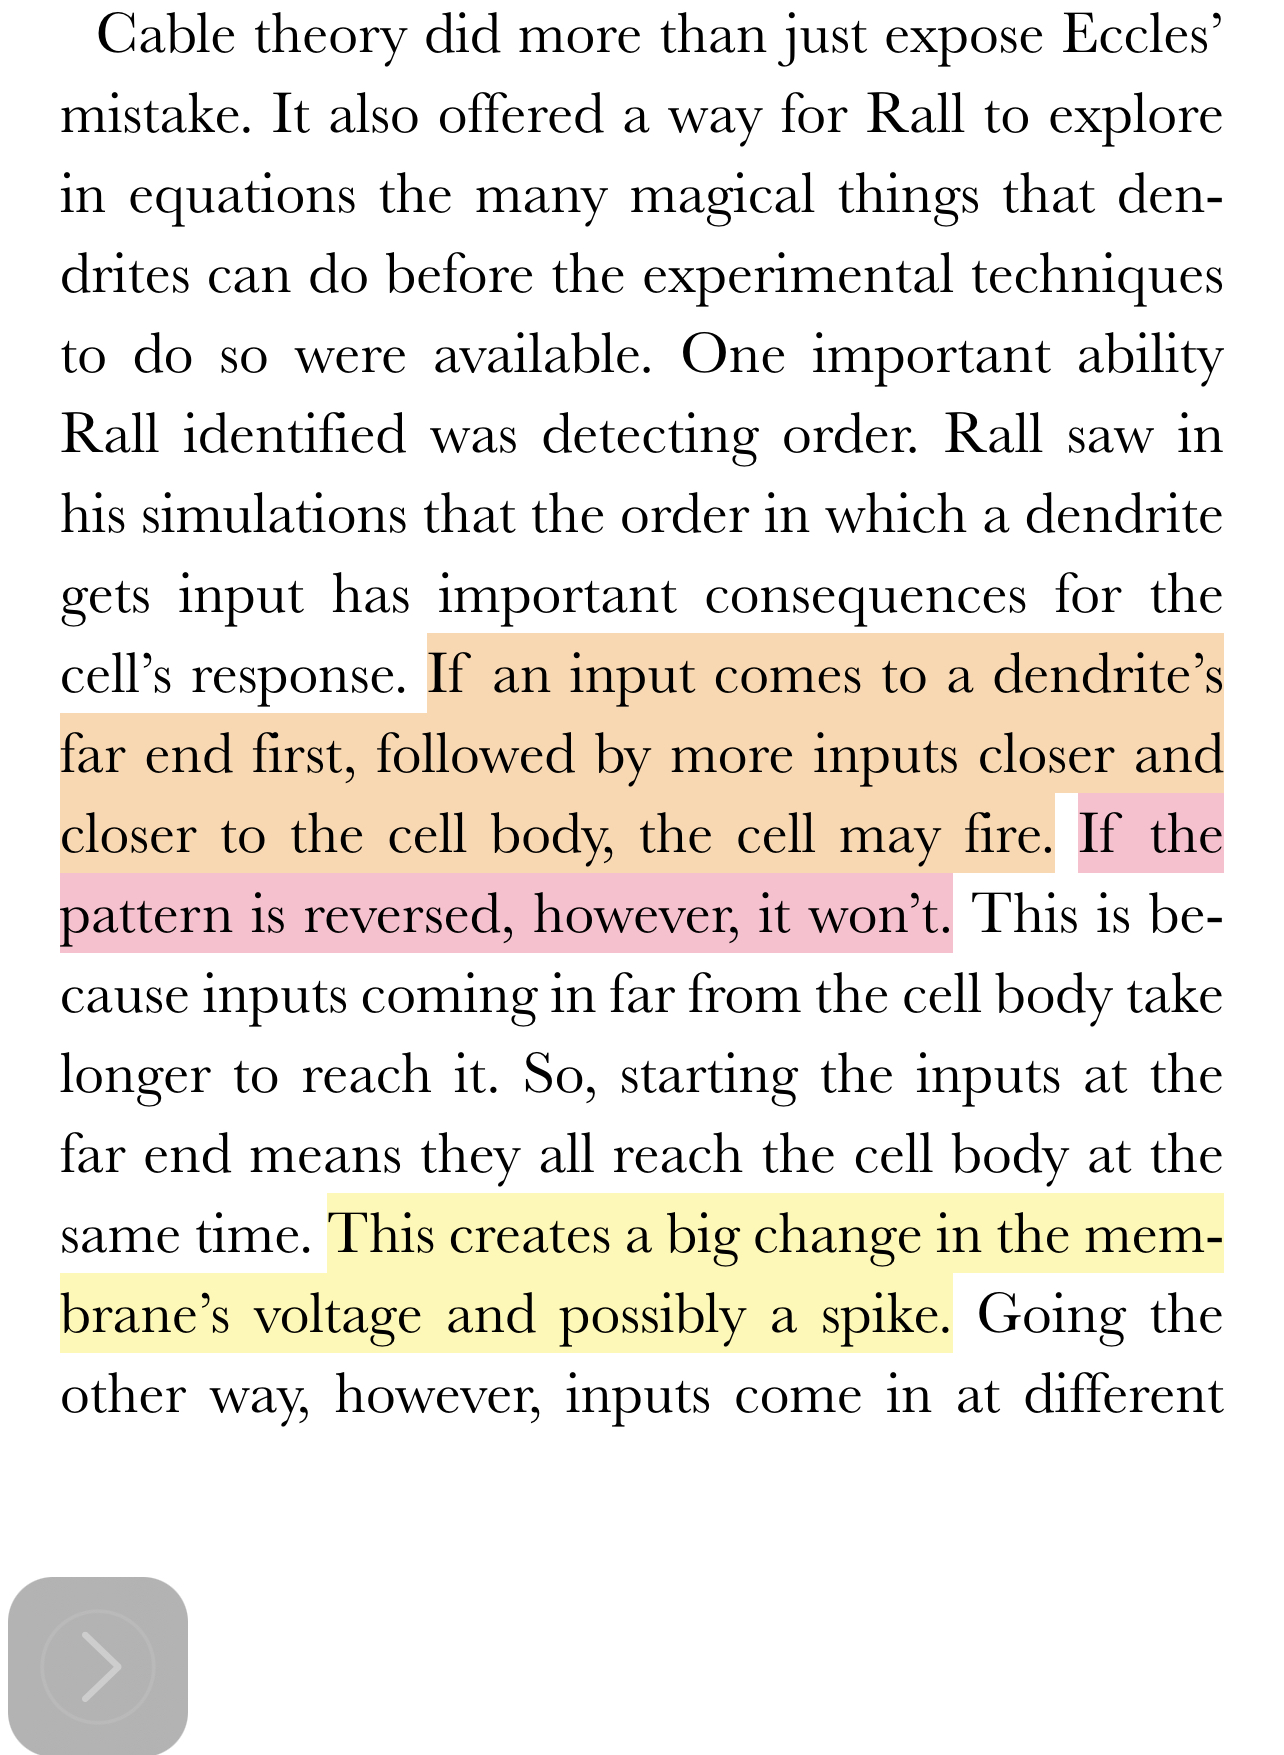 Cable theory did more than just expose Eccles’
mistake. It also offered a way for Rall to explore
in equations the many magical things that den-
drites can do before the experimental techniques
to do so were available. One important ability
Rall identified was detecting order. Rall saw in
his simulations that the order in which a dendrite
gets input has important consequences for the
cell’s response. If an input comes to a dendrite’s
far end first, followed by more inputs closer and
closer to the cell body, the cell may fire. If the
pattern is reversed, however, it won’t. This is be-
cause inputs coming in far from the cell body take
longer to reach it. So, starting the inputs at the
far end means they all reach the cell body at the
same time. This creates a big change in the mem-
brane’s voltage and possibly a spike. Going the
other way, however, inputs come in at different